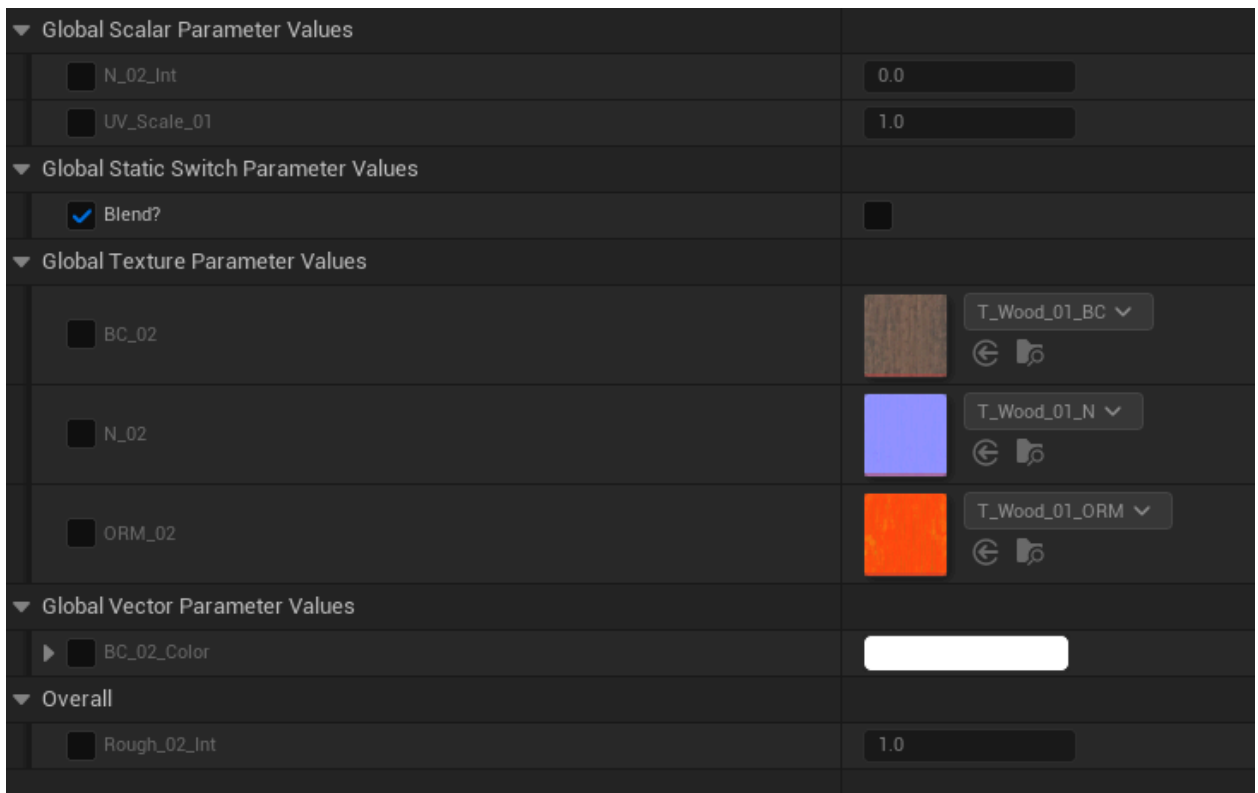 Global Scalar Parameter Values
N_02_Int 0.0
UV_Scale_01 1.0
Global Static Switch Parameter Values
Blend?
Global Texture Parameter Values
BC_02 T_Wood_01_BC
N_02 T_Wood_01_N
ORM_02 T_Wood_01_ORM
Global Vector Parameter Values
BC_02_Color
Overall
Rough_02_Int 1.0